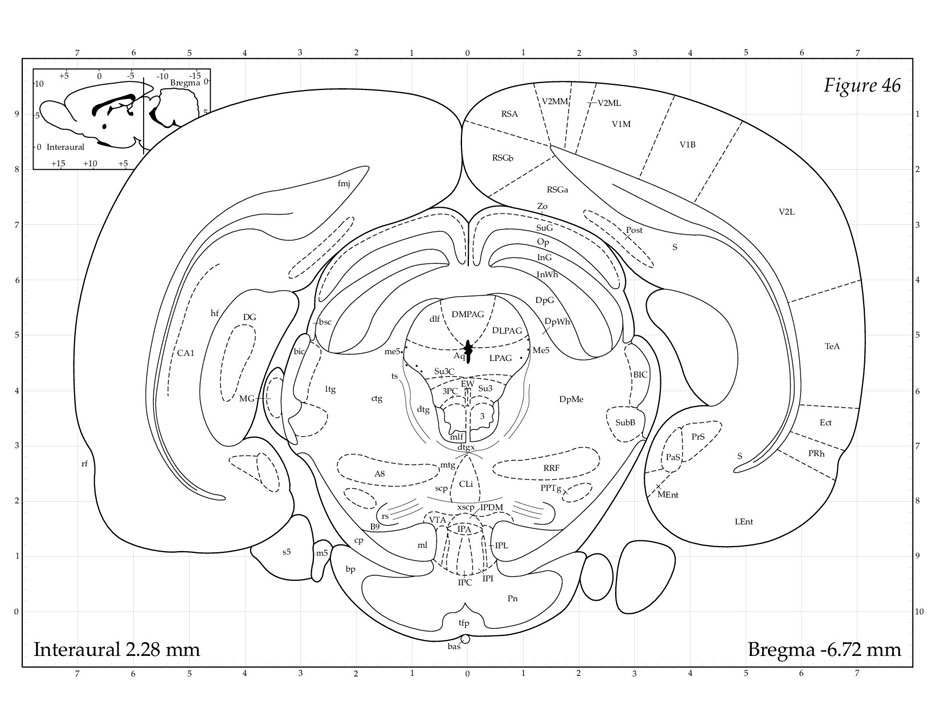 7 6 5 4 3 2 1 0 1 2 3 4 5 6 7
+5 0 -5 -10 -15
Bregma
10 0
5 5
0 Interaural
+15 +10 +5
Figure 46
9 8 7 6 5 4 3 2 1 0
1 2 3 4 5 6 7 8 9 10
RSA V2MM V2ML
V1M
V1B
RSGb
RSGa
V2L
fmj
Zo
SuG
Post
Op
S
InG
InWh
DpG
hf
DG
bsc
dlf
DMPAG
DpWh
DLPAG
TeA
CA1
bic
me5
Aq
LPAG
Me5
ts
Su3C
BIC
MG
ltg
ctg
3PC
EW
Su3
DpMe
dtg
3
SubB
Ect
mlf
PrS
dtgx
PRh
rf
mtg
PaS
S
A8
RRF
scp
CLi
PPTg
MEnt
xscp
IPDM
rs
VTA
LEnt
B9
IPA
cp
ml
IPL
s5
m5
bp
IPC
IPI
Pn
tfp
bas
Interaural 2.28 mm
Bregma -6.72 mm
7 6 5 4 3 2 1 0 1 2 3 4 5 6 7